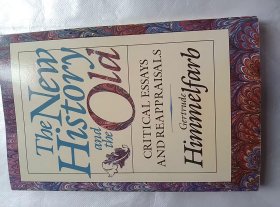 The New
History
and the
Old
CRITICAL ESSAYS
AND REAPPRAISALS
Gertrude
Himmelfarb